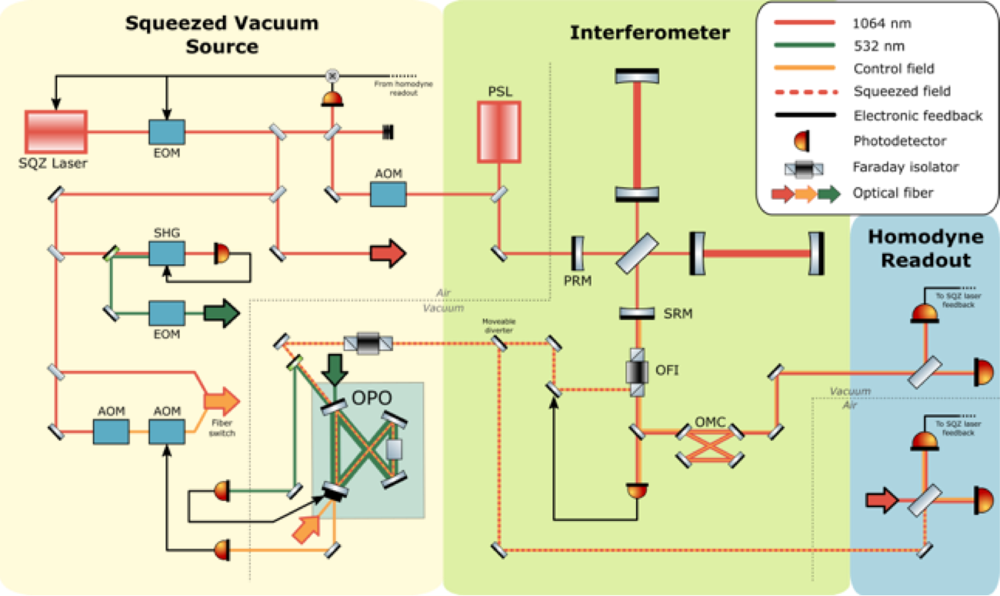 Squeezed Vacuum
Source
Interferometer
1064 nm
532 nm
Control field
Squeezed field
Electronic feedback
Photodetector
Faraday isolator
Optical fiber
From homodyne
readout
SQZ Laser
EOM
AOM
PSL
SHG
EOM
PRM
Air
Vacuum
SRM
Homodyne
Readout
To SQZ laser
feedback
Moveable
diverter
OFI
OPO
AOM
AOM
Fiber
switch
OMC
Vacuum
Air
To SQZ laser
feedback